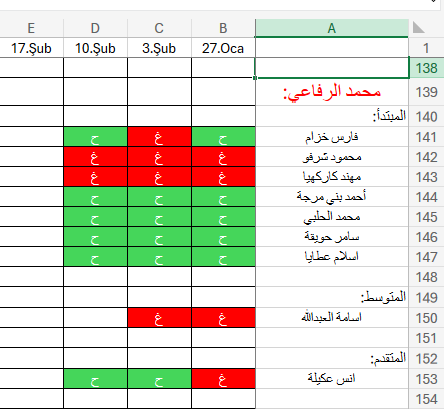 A B C D E
1 27.Oca 3.Şub 10.Şub 17.Şub
138
139 محمد الرفاعي:
140 المبتدأ:
141 فارس خزام ح غ ح
142 محمود شرفو غ غ غ
143 مهند كاركهيا غ غ غ
144 أحمد بني مرجة ح ح ح
145 محمد الحلبي ح ح ح
146 سامر حويقة ح ح ح
147 اسلام عطايا ح ح ح
148
149 المتوسط:
150 اسامة العبدالله غ غ
151
152 المتقدم:
153 انس عكيلة غ ح ح
154